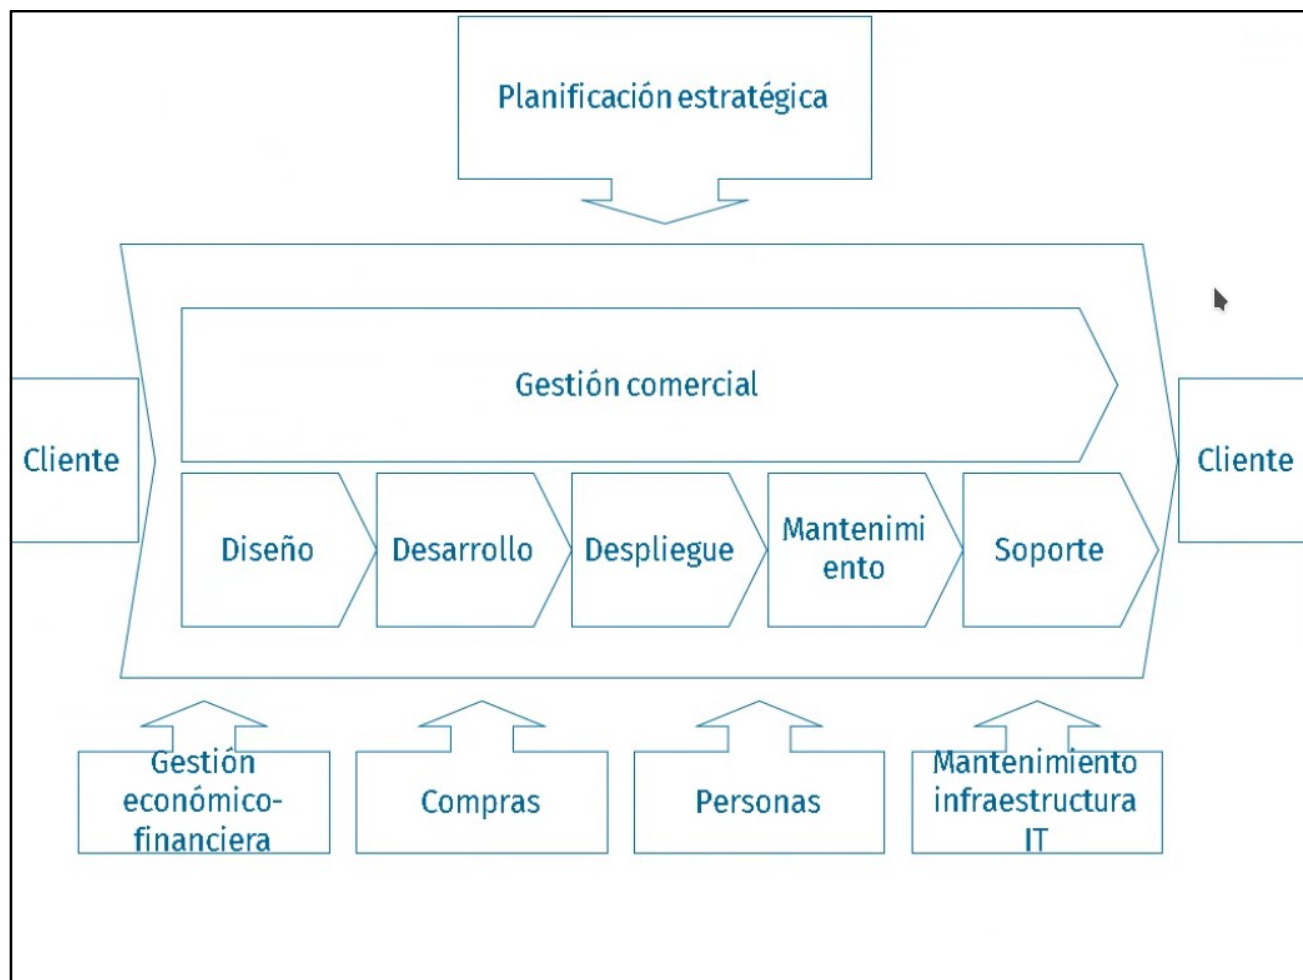 Planificación estratégica
Gestión comercial
Cliente
Cliente
Diseño
Desarrollo
Despliegue
Mantenimi
ento
Soporte
Gestión
económico-
financiera
Compras
Personas
Mantenimiento
infraestructura
IT